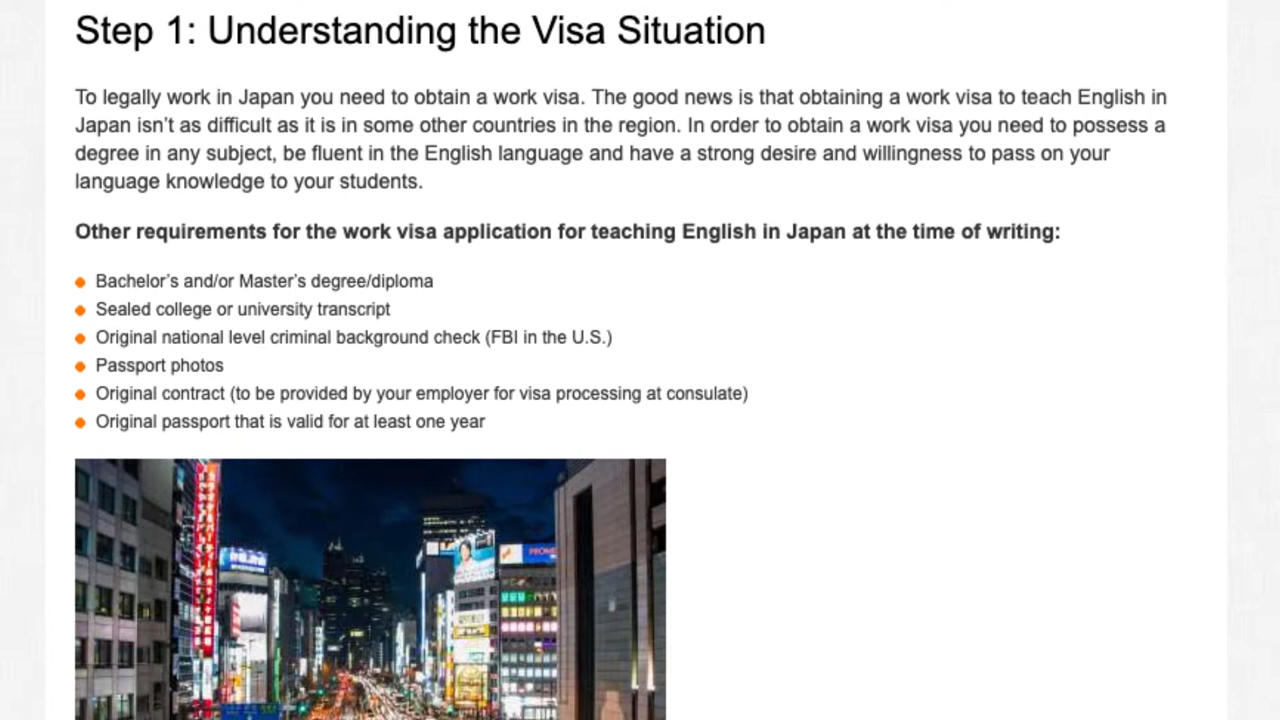 Step 1: Understanding the Visa Situation
To legally work in Japan you need to obtain a work visa. The good news is that obtaining a work visa to teach English in
Japan isn’t as difficult as it is in some other countries in the region. In order to obtain a work visa you need to possess a
degree in any subject, be fluent in the English language and have a strong desire and willingness to pass on your
language knowledge to your students.
Other requirements for the work visa application for teaching English in Japan at the time of writing:
Bachelor’s and/or Master’s degree/diploma
Sealed college or university transcript
Original national level criminal background check (FBI in the U.S.)
Passport photos
Original contract (to be provided by your employer for visa processing at consulate)
Original passport that is valid for at least one year